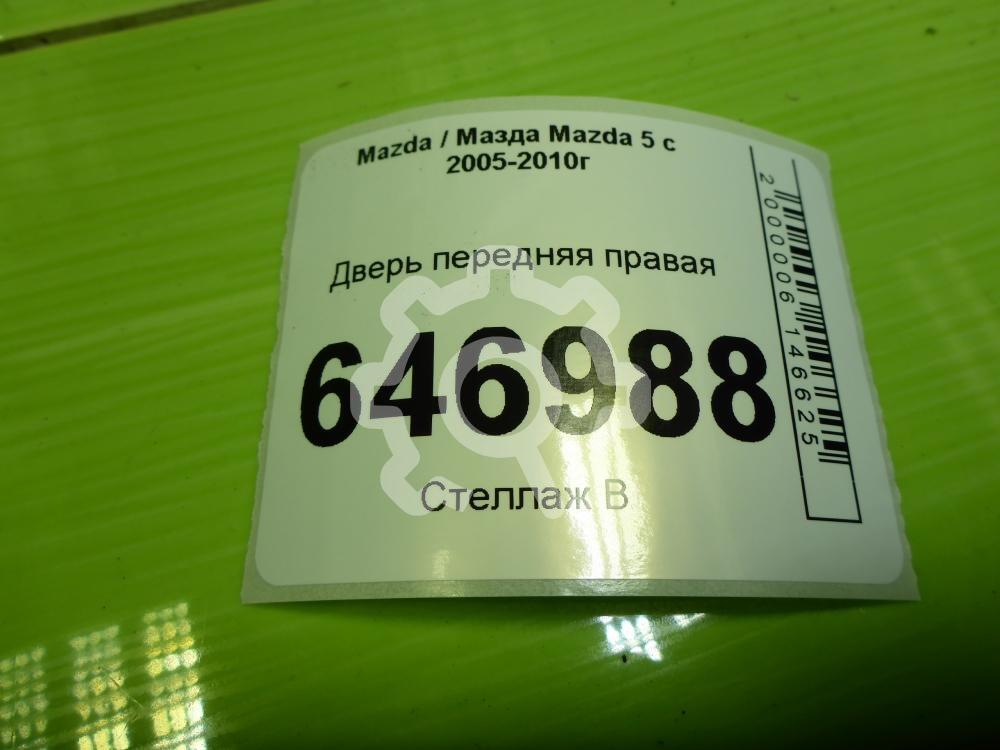 Mazda / Мазда Mazda 5 с
2005-2010г
Дверь передняя правая
646988
Стеллаж В
2000006146625